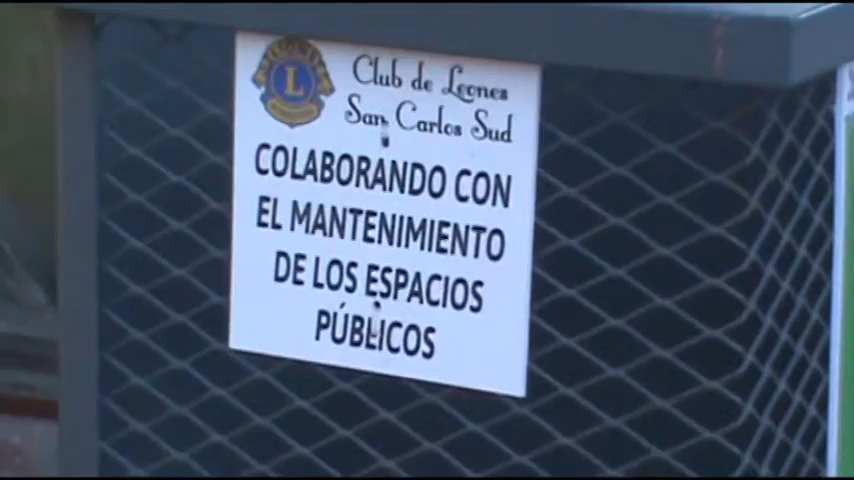 L
Club de Leones
San Carlos Sud
COLABORANDO CON
EL MANTENIMIENTO
DE LOS ESPACIOS
PÚBLICOS